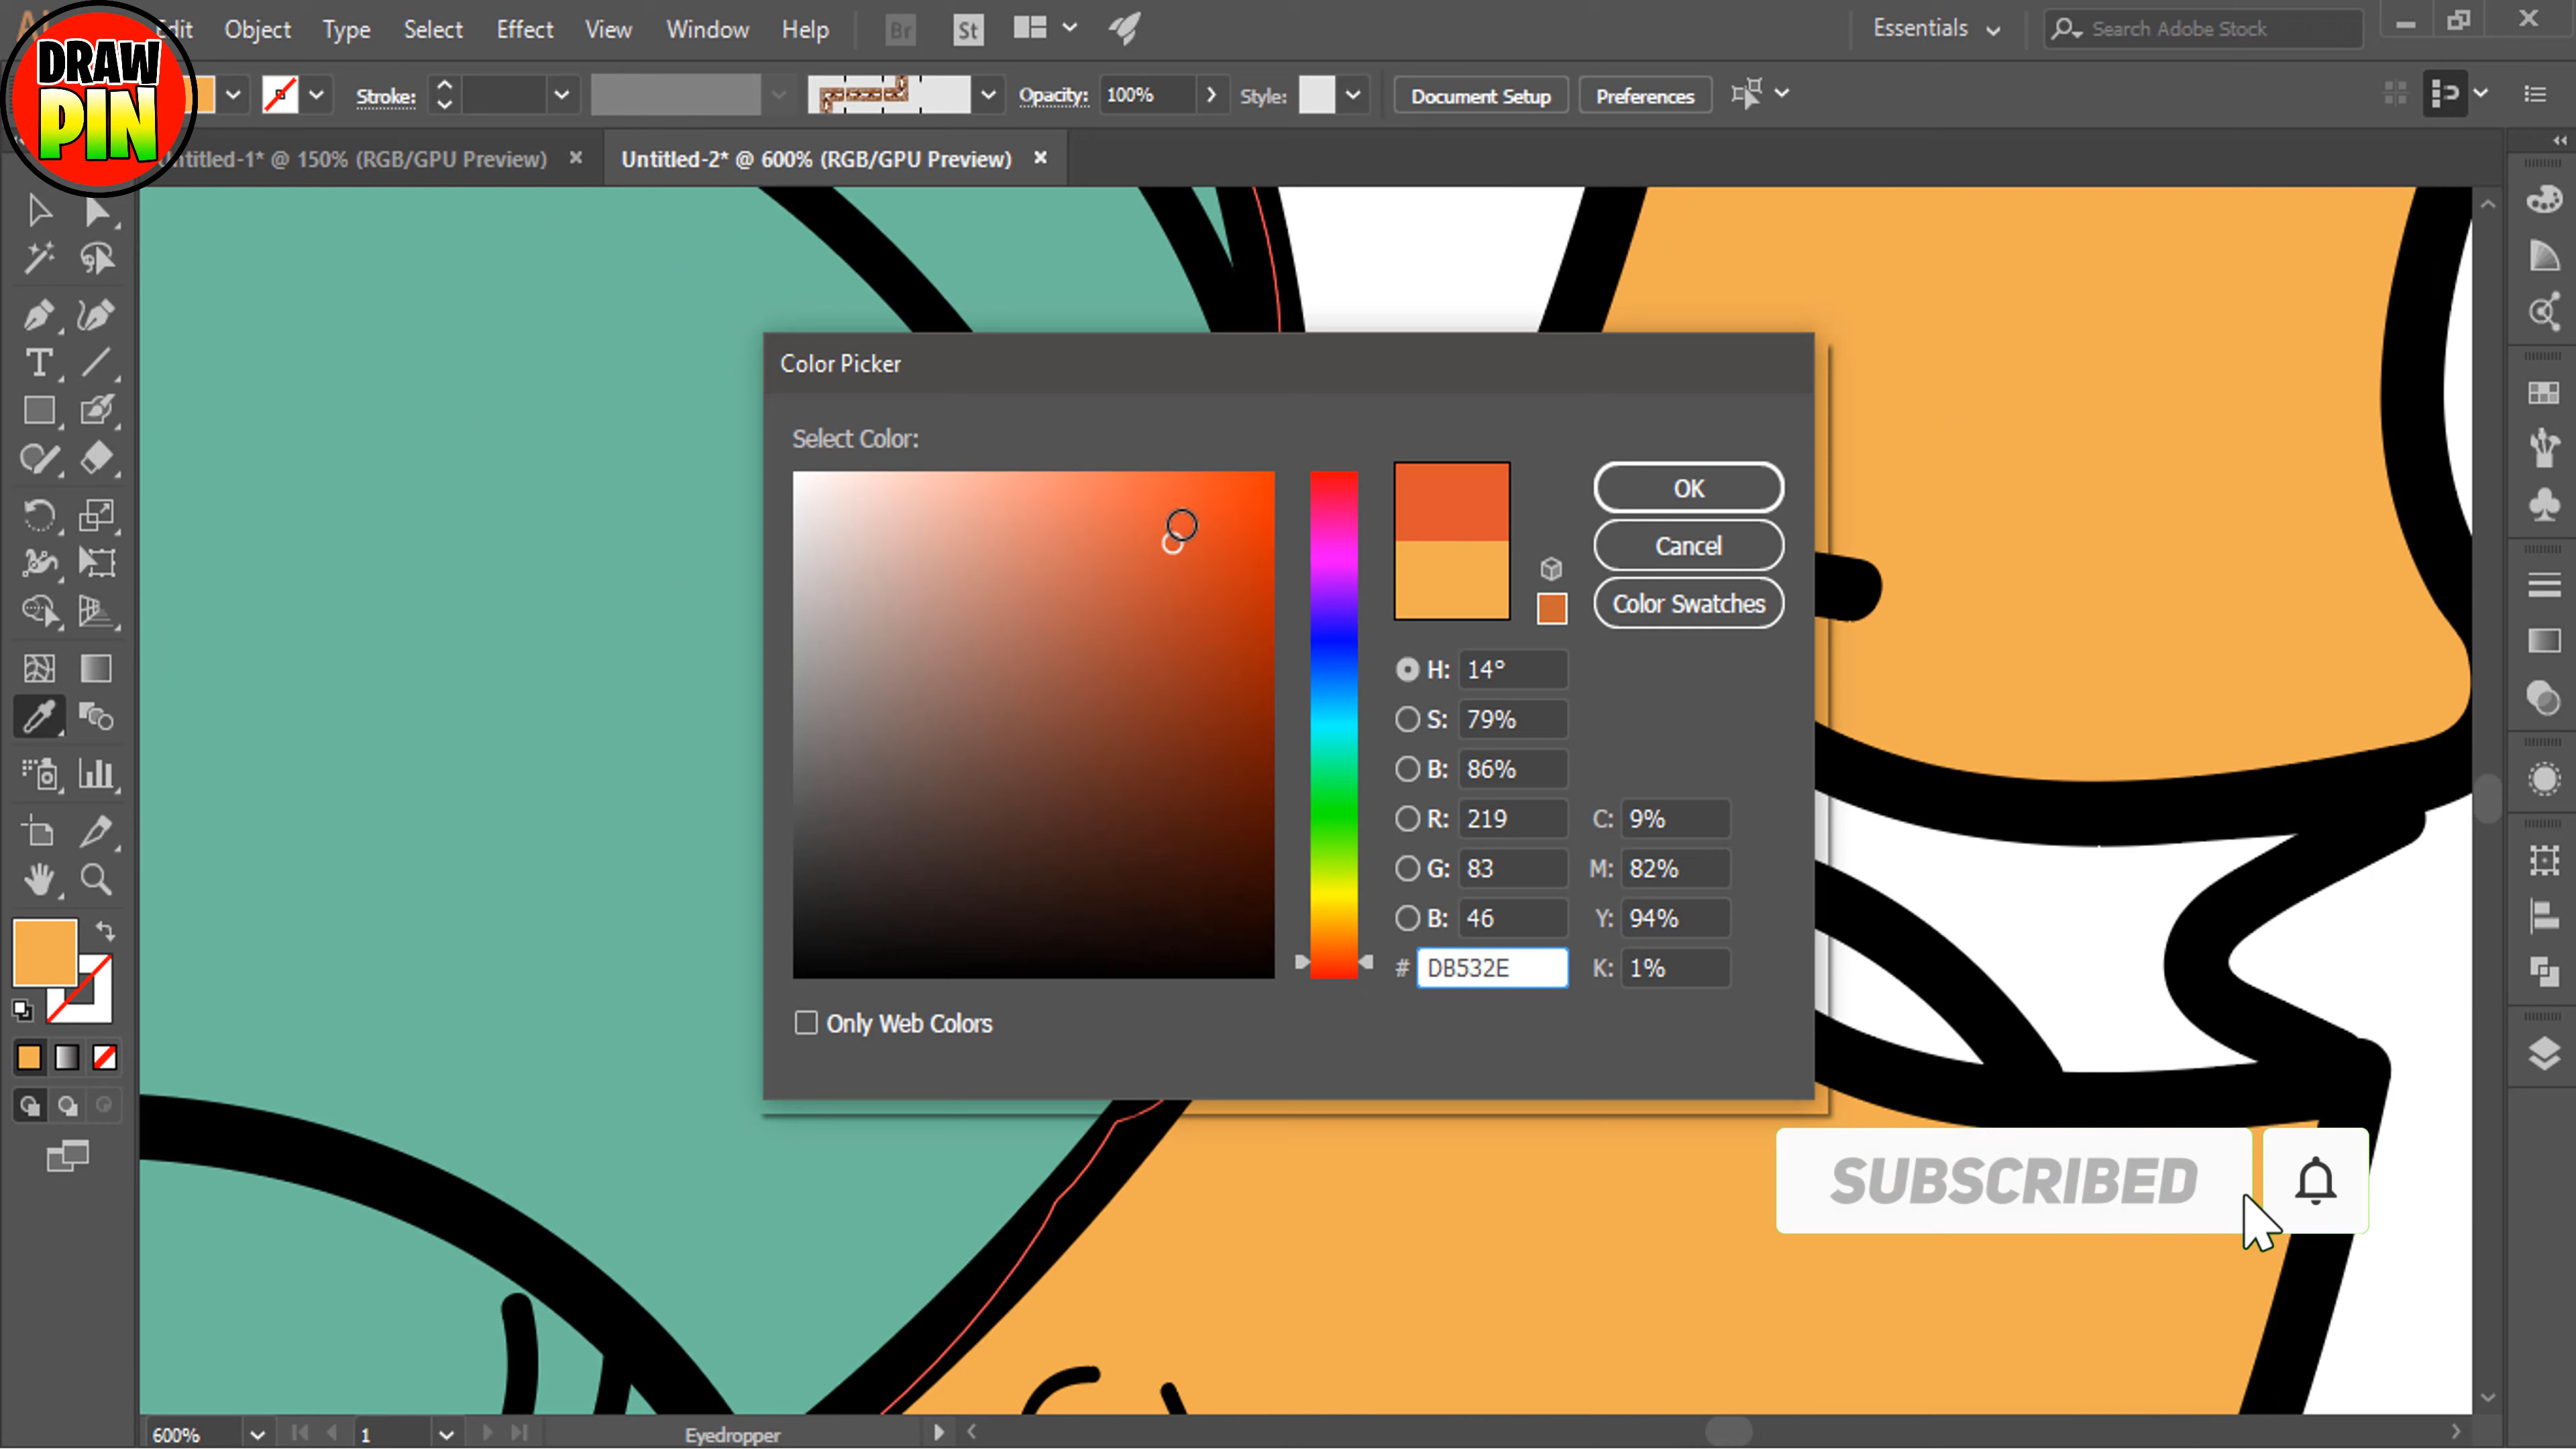 DRAW
PIN
Edit Object Type Select Effect View Window Help Br St Essentials Search Adobe Stock
Stroke: Opacity: 100% Style: Document Setup Preferences
Untitled-1* @ 150% (RGB/GPU Preview) × Untitled-2* @ 600% (RGB/GPU Preview) ×
Color Picker
Select Color:
OK
Cancel
Color Swatches
H: 14°
S: 79%
B: 86%
R: 219 C: 9%
G: 83 M: 82%
B: 46 Y: 94%
# DB532E K: 1%
Only Web Colors
SUBSCRIBED
600% 1 Eyedropper